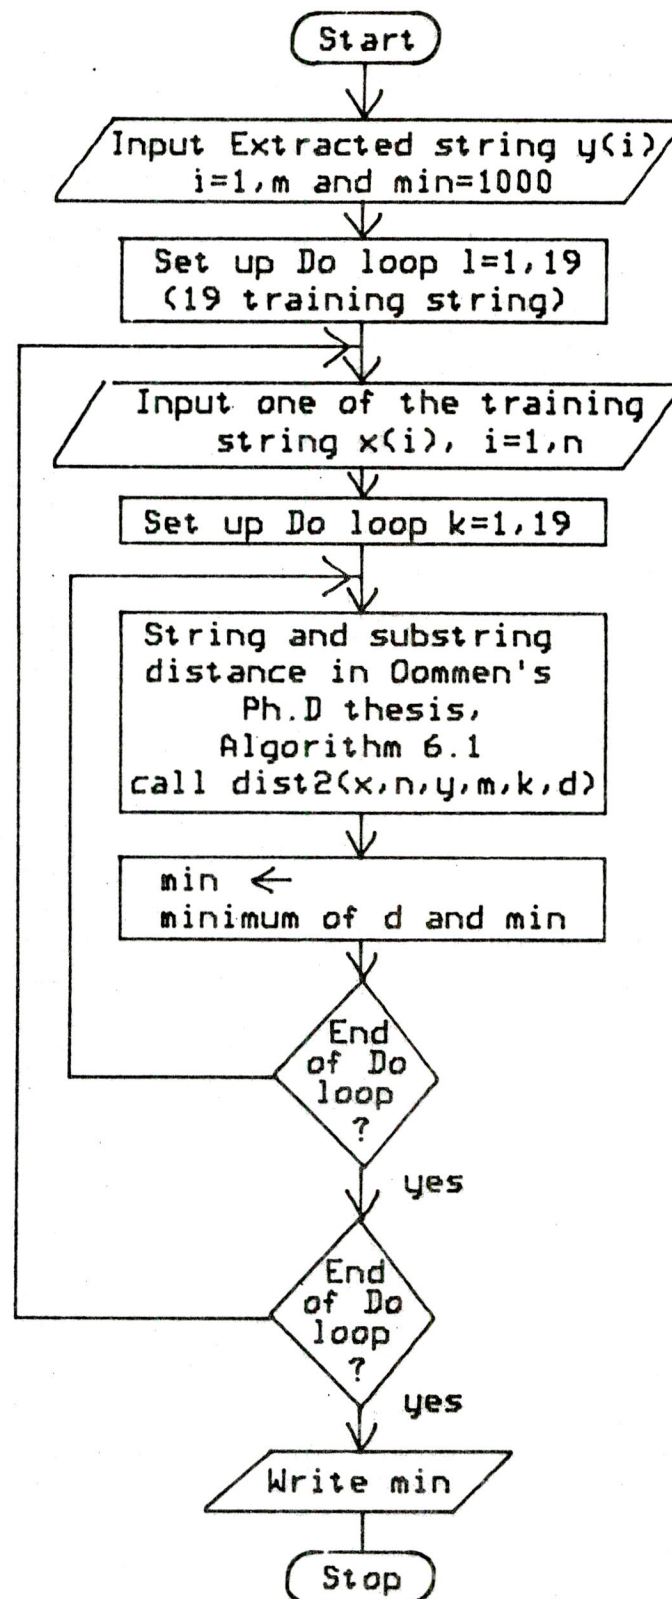 Start
Input Extracted string y(i)
i=1,m and min=1000
Set up Do loop l=1,19
(19 training string)
Input one of the training
string x(i), i=1,n
Set up Do loop k=1,19
String and substring
distance in Oommen's
Ph.D thesis,
Algorithm 6.1
call dist2(x,n,y,m,k,d)
min ←
minimum of d and min
End
of Do
loop
?
yes
End
of Do
loop
?
yes
Write min
Stop